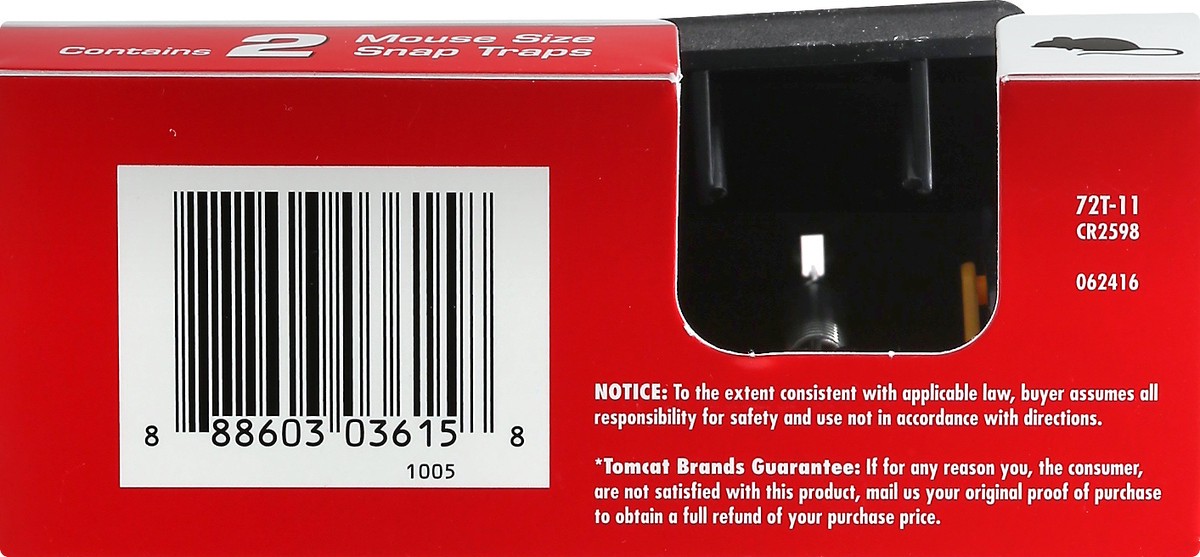 Contains 2 Mouse Size
Snap Traps
72T-11
CR2598
062416
8 88603 03615 8
1005
NOTICE: To the extent consistent with applicable law, buyer assumes all
responsibility for safety and use not in accordance with directions.
*Tomcat Brands Guarantee: If for any reason you, the consumer,
are not satisfied with this product, mail us your original proof of purchase
to obtain a full refund of your purchase price.